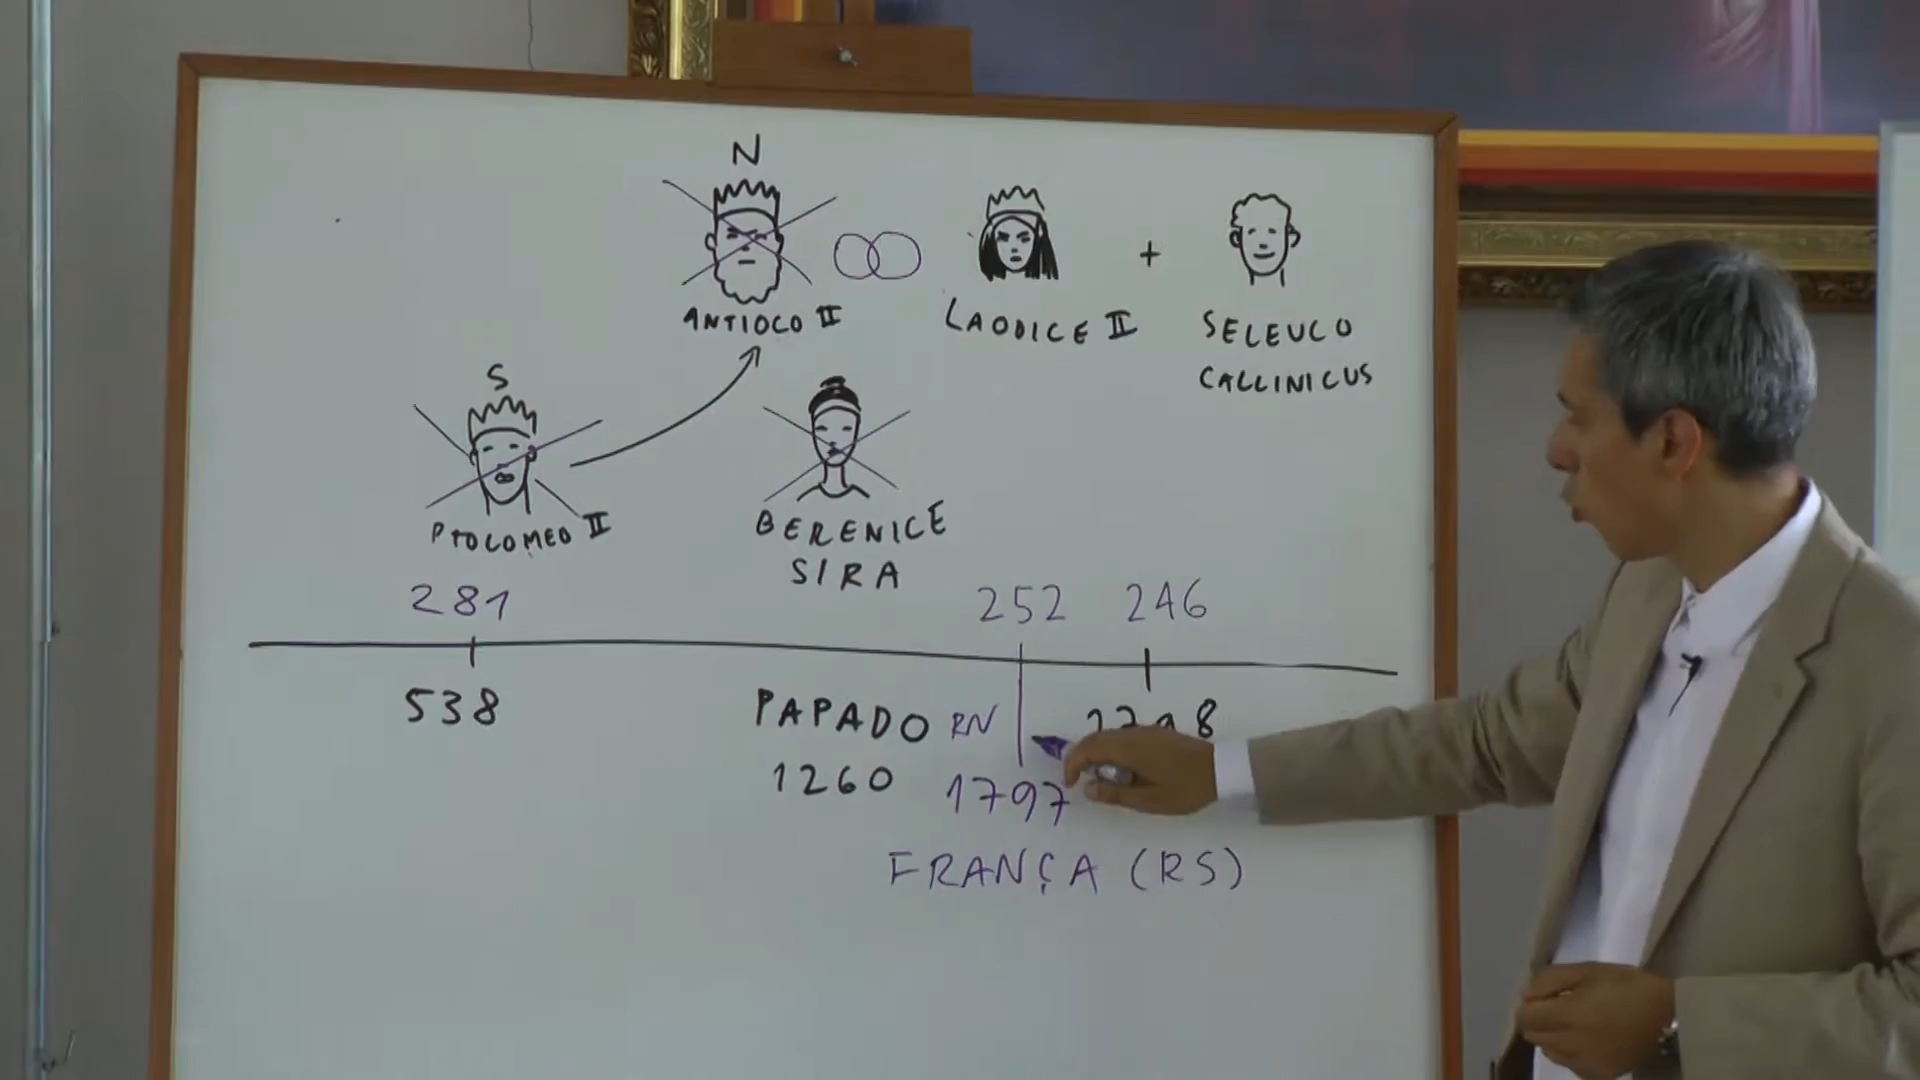 N
ANTIOCO II
LAODICE II
+
SELEUCO
CALLINICUS
S
PTOLOMEO II
BERENICE
SIRA
281
252
246
538
PAPADO RN
1260
1797
FRANÇA (RS)